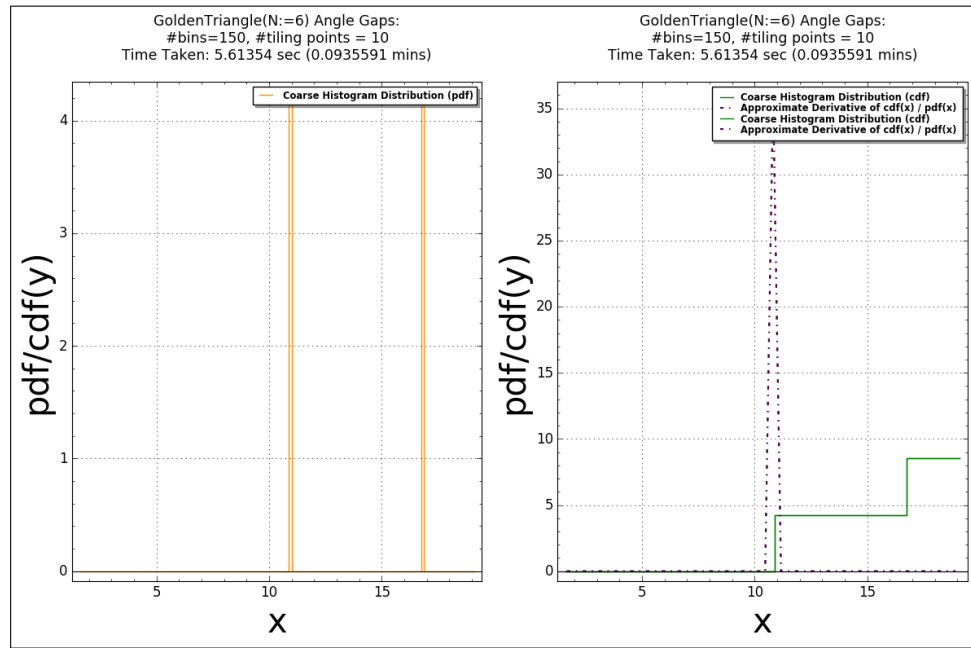 GoldenTriangle(N:=6) Angle Gaps:
#bins=150, #tiling points = 10
Time Taken: 5.61354 sec (0.0935591 mins)
Coarse Histogram Distribution (pdf)
pdf/cdf(y)
4
3
2
1
0
5
10
15
x
GoldenTriangle(N:=6) Angle Gaps:
#bins=150, #tiling points = 10
Time Taken: 5.61354 sec (0.0935591 mins)
Coarse Histogram Distribution (cdf)
Approximate Derivative of cdf(x) / pdf(x)
Coarse Histogram Distribution (cdf)
Approximate Derivative of cdf(x) / pdf(x)
pdf/cdf(y)
35
30
25
20
15
10
5
0
5
10
15
x